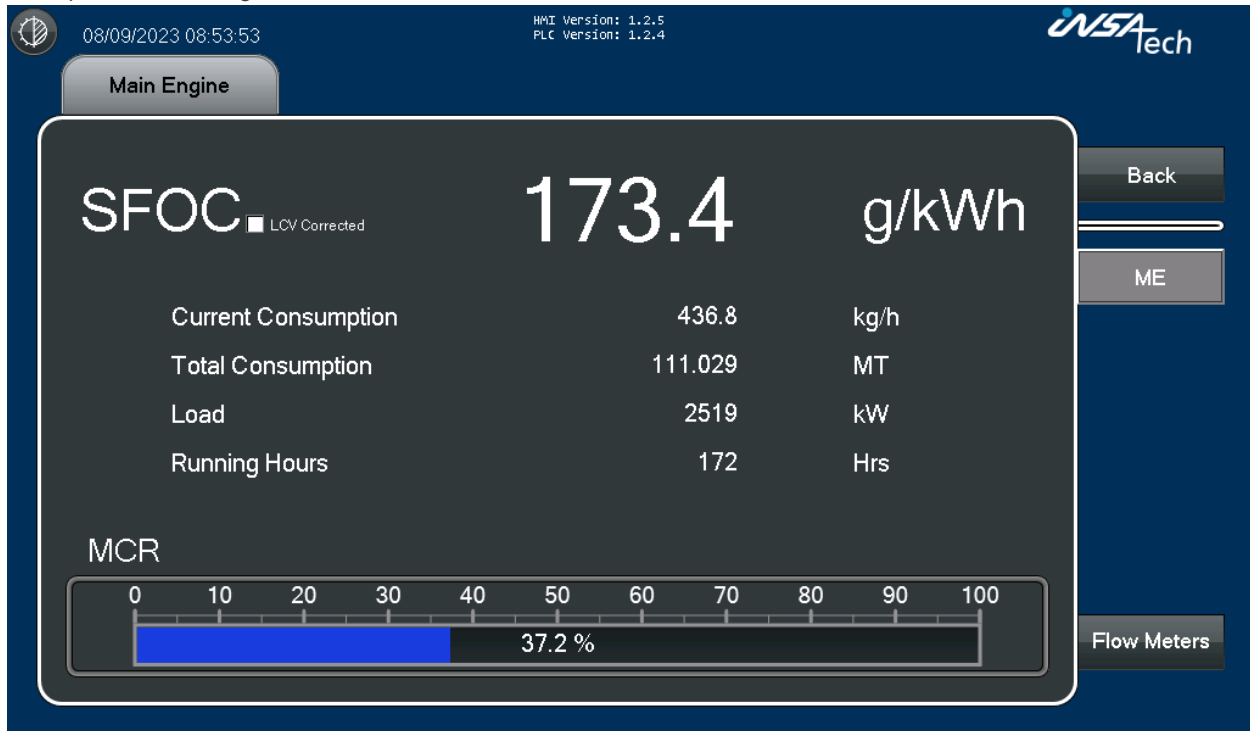 08/09/2023 08:53:53
HMI Version: 1.2.5
PLC Version: 1.2.4
iNSATech
Main Engine
Back
SFOC LCV Corrected 173.4 g/kWh
ME
Current Consumption 436.8 kg/h
Total Consumption 111.029 MT
Load 2519 kW
Running Hours 172 Hrs
MCR
0 10 20 30 40 50 60 70 80 90 100
37.2 %
Flow Meters